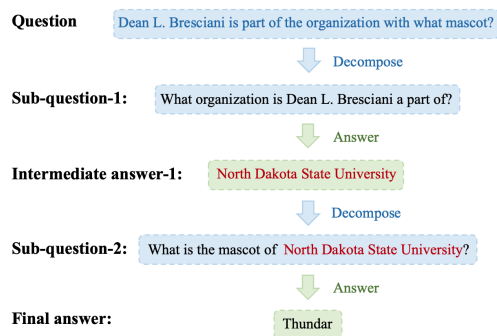 Question Dean L. Bresciani is part of the organization with what mascot?
Decompose
Sub-question-1: What organization is Dean L. Bresciani a part of?
Answer
Intermediate answer-1: North Dakota State University
Decompose
Sub-question-2: What is the mascot of North Dakota State University?
Answer
Final answer: Thundar